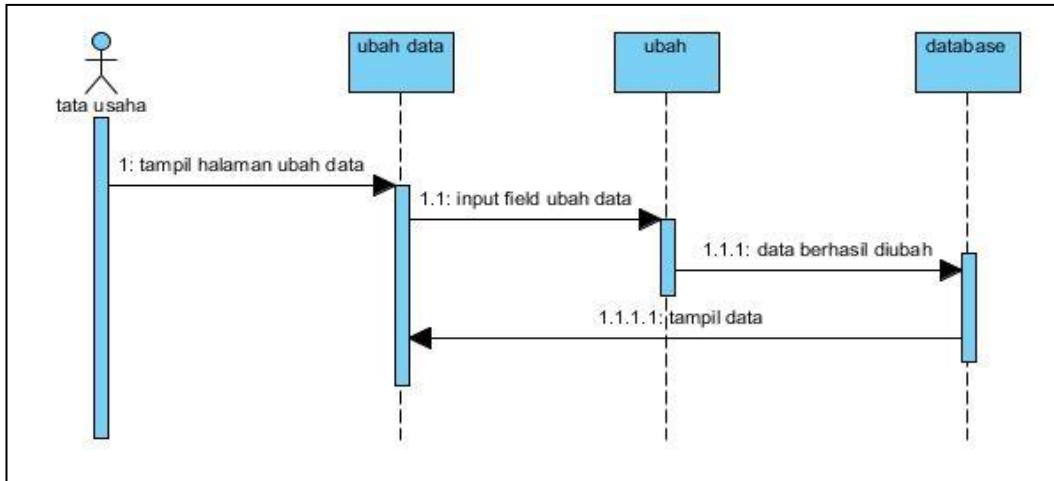 ubah data
ubah
database
tata usaha
1: tampil halaman ubah data
1.1: input field ubah data
1.1.1: data berhasil diubah
1.1.1.1: tampil data